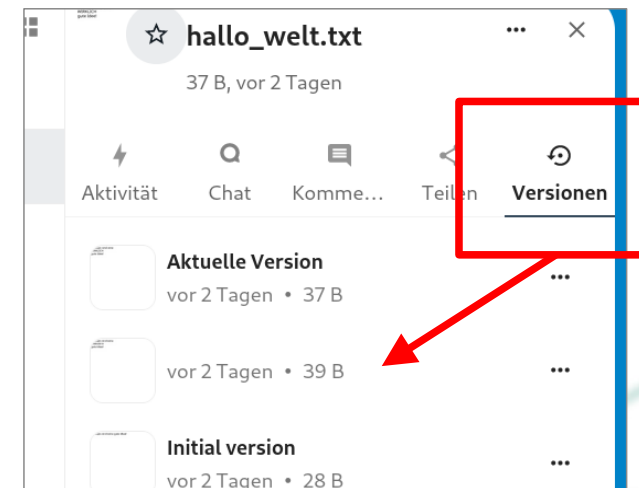 hallo_welt.txt
37 B, vor 2 Tagen
Aktivität Chat Komme... Teilen Versionen
Aktuelle Version
vor 2 Tagen • 37 B
vor 2 Tagen • 39 B
Initial version
vor 2 Tagen • 28 B